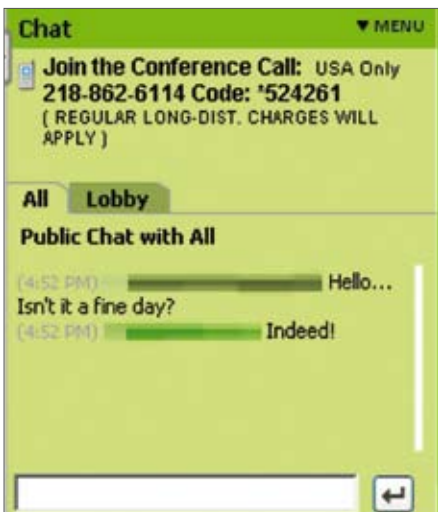 Chat ▼ MENU
Join the Conference Call: USA Only
218-862-6114 Code: *524261
( REGULAR LONG-DIST. CHARGES WILL
APPLY )
All Lobby
Public Chat with All
(4:52 PM) Hello...
Isn't it a fine day?
(4:52 PM) Indeed!